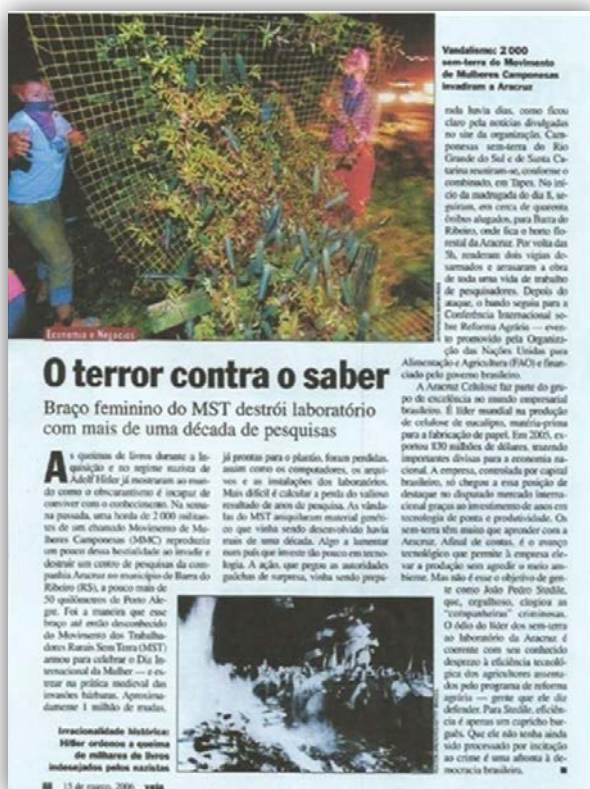 Vandalismo: 2 000
sem-terra do Movimento
de Mulheres Camponesas
invadiram a Aracruz
Economia e Negócios
O terror contra o saber
Braço feminino do MST destrói laboratório
com mais de uma década de pesquisas
As queimas de livros durante a In-
quisição e no regime nazista de
Adolf Hitler já mostraram ao mun-
do como o obscurantismo é incapaz de
conviver com o conhecimento. Na sema-
na passada, uma horda de 2 000 militan-
tes de um chamado Movimento de Mu-
lheres Camponesas (MMC) reproduziu
um pouco dessa bestialidade ao invadir e
destruir um centro de pesquisas da com-
panhia Aracruz no município de Barra do
Ribeiro (RS), a pouco mais de
50 quilômetros de Porto Ale-
gre. Foi a maneira que esse
braço até então desconhecido
do Movimento dos Trabalha-
dores Rurais Sem Terra (MST)
armou para celebrar o Dia In-
ternacional da Mulher — e es-
trear na prática medieval das
invasões bárbaras. Aproxima-
damente 1 milhão de mudas,
Irracionalidade histórica:
Hitler ordenou a queima
de milhares de livros
indesejados pelos nazistas
já prontas para o plantio, foram perdidas,
assim como os computadores, os arqui-
vos e as instalações dos laboratórios.
Mais difícil é calcular a perda do valioso
resultado de anos de pesquisa. As vânda-
las do MST aniquilaram material genéti-
co que vinha sendo desenvolvido havia
mais de uma década. Algo a lamentar
num país que investe tão pouco em tecno-
logia. A ação, que pegou as autoridades
gaúchas de surpresa, vinha sendo prepa-
rada havia dias, como ficou
claro pela notícias divulgadas
no site da organização. Cam-
ponesas sem-terra do Rio
Grande do Sul e de Santa Ca-
tarina reuniram-se, conforme o
combinado, em Tapes. No iní-
cio da madrugada do dia 8, se-
guiram, em cerca de quarenta
ônibus alugados, para Barra do
Ribeiro, onde fica o horto flo-
restal da Aracruz. Por volta das
5h, renderam dois vigias de-
sarmados e arrasaram a obra
de toda uma vida de trabalho
de pesquisadores. Depois do
ataque, o bando seguiu para a
Conferência Internacional so-
bre Reforma Agrária — even-
to promovido pela Organiza-
ção das Nações Unidas para
Alimentação e Agricultura (FAO) e finan-
ciado pelo governo brasileiro.
A Aracruz Celulose faz parte do gru-
po de excelência no mundo empresarial
brasileiro. É líder mundial na produção
de celulose de eucalipto, matéria-prima
para a fabricação de papel. Em 2005, ex-
portou 830 milhões de dólares, trazendo
importantes divisas para a economia na-
cional. A empresa, controlada por capital
brasileiro, só chegou a essa posição de
destaque no disputado mercado interna-
cional graças ao investimento de anos em
tecnologia de ponta e produtividade. Os
sem-terra têm mais que aprender com a
Aracruz. Afinal de contas, é o avanço
tecnológico que permite à empresa ele-
var a produção sem agredir o meio am-
biente. Mas não é esse o objetivo de gen-
te como João Pedro Stedile,
que, orgulhoso, elogiou as
"companheiras" criminosas.
O ódio do líder dos sem-terra
ao laboratório da Aracruz é
coerente com seu conhecido
desprezo à eficiência tecnoló-
gica dos agricultores assenta-
dos pelo programa de reforma
agrária — gente que ele diz
defender. Para Stedile, eficiên-
cia é apenas um capricho bur-
guês. Que ele não tenha ainda
sido processado por incitação
ao crime é uma afronta à de-
mocracia brasileira.
15 de março, 2006 veja